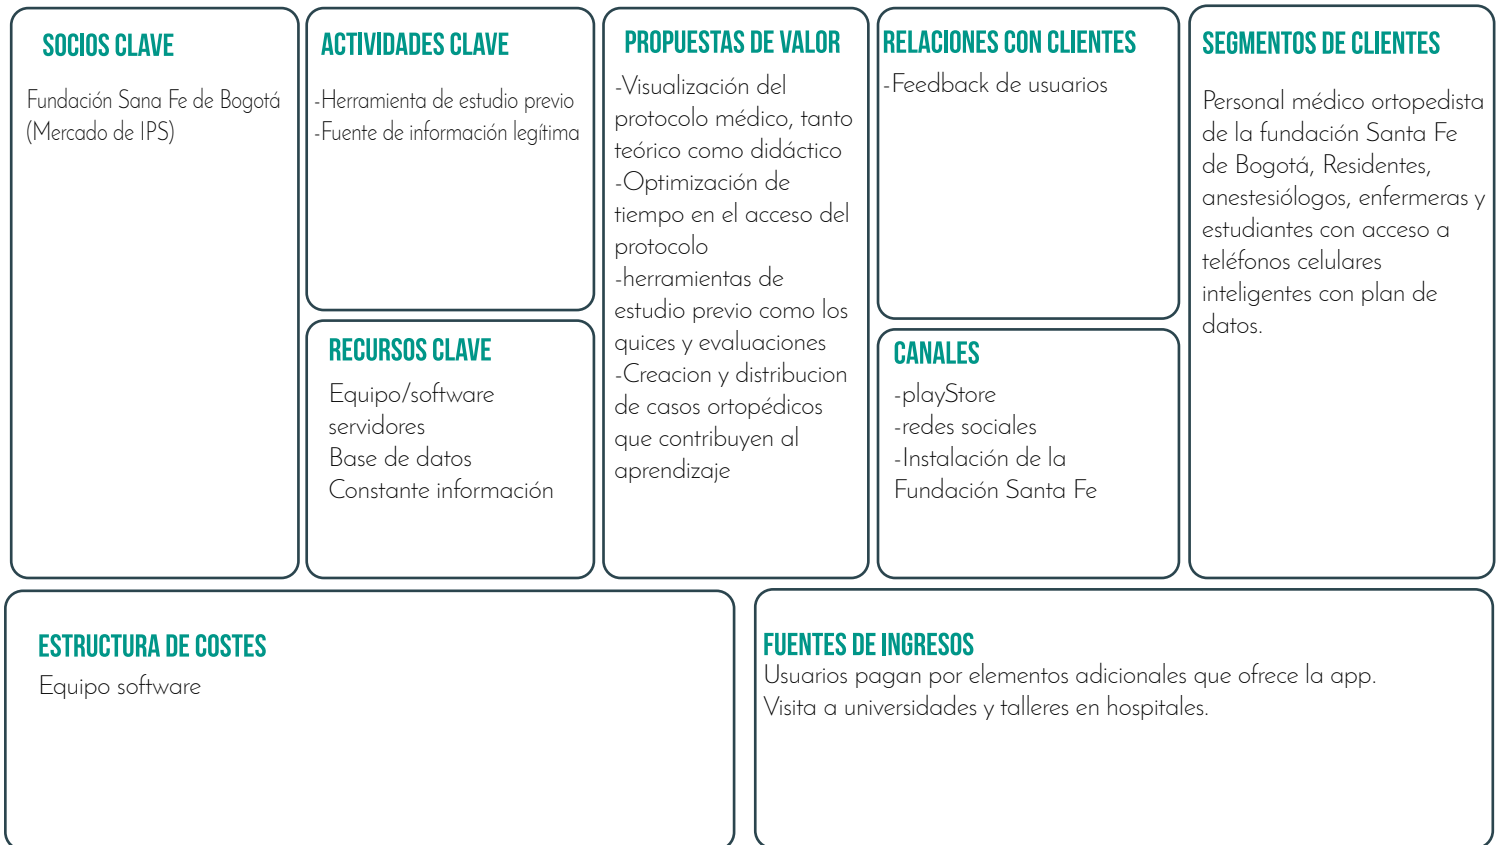 SOCIOS CLAVE
Fundación Sana Fe de Bogotá
(Mercado de IPS)
ACTIVIDADES CLAVE
-Herramienta de estudio previo
-Fuente de información legítima
RECURSOS CLAVE
Equipo/software
servidores
Base de datos
Constante información
PROPUESTAS DE VALOR
-Visualización del
protocolo médico, tanto
teórico como didáctico
-Optimización de
tiempo en el acceso del
protocolo
-herramientas de
estudio previo como los
quices y evaluaciones
-Creacion y distribucion
de casos ortopédicos
que contribuyen al
aprendizaje
RELACIONES CON CLIENTES
-Feedback de usuarios
CANALES
-playStore
-redes sociales
-Instalación de la
Fundación Santa Fe
SEGMENTOS DE CLIENTES
Personal médico ortopedista
de la fundación Santa Fe
de Bogotá, Residentes,
anestesiólogos, enfermeras y
estudiantes con acceso a
teléfonos celulares
inteligentes con plan de
datos.
ESTRUCTURA DE COSTES
Equipo software
FUENTES DE INGRESOS
Usuarios pagan por elementos adicionales que ofrece la app.
Visita a universidades y talleres en hospitales.